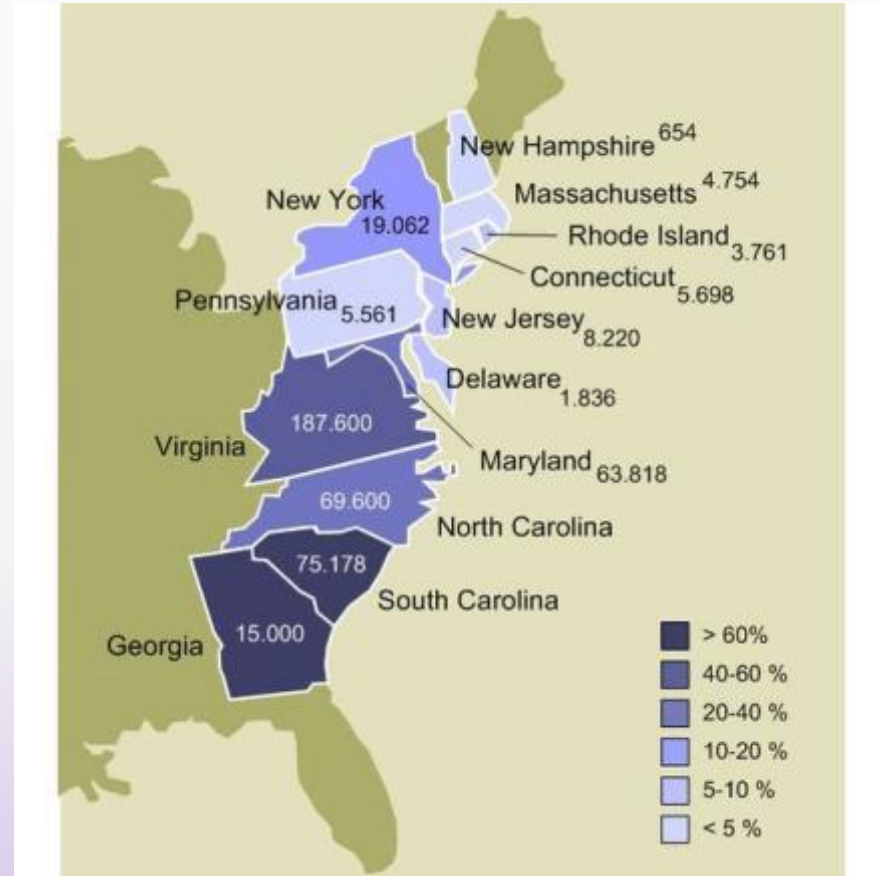 New Hampshire 654
Massachusetts 4.754
New York
19.062
Rhode Island 3.761
Connecticut 5.698
Pennsylvania 5.561
New Jersey 8.220
Delaware 1.836
Virginia 187.600
Maryland 63.818
69.600
North Carolina
75.178
South Carolina
Georgia 15.000
> 60%
40-60 %
20-40 %
10-20 %
5-10 %
< 5 %